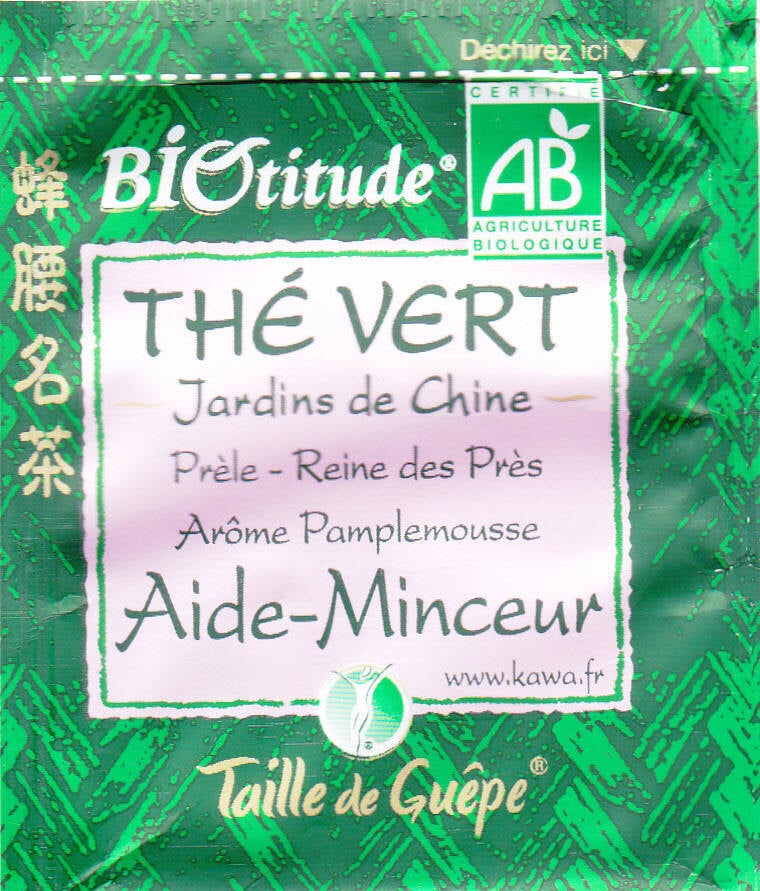 Déchirez ici
CERTIFIÉ
AB
AGRICULTURE
BIOLOGIQUE
BIOtitude®
蜂腰名茶
THÉ VERT
Jardins de Chine
Prèle - Reine des Près
Arôme Pamplemousse
Aide-Minceur
www.kawa.fr
®
Taille de Guêpe®